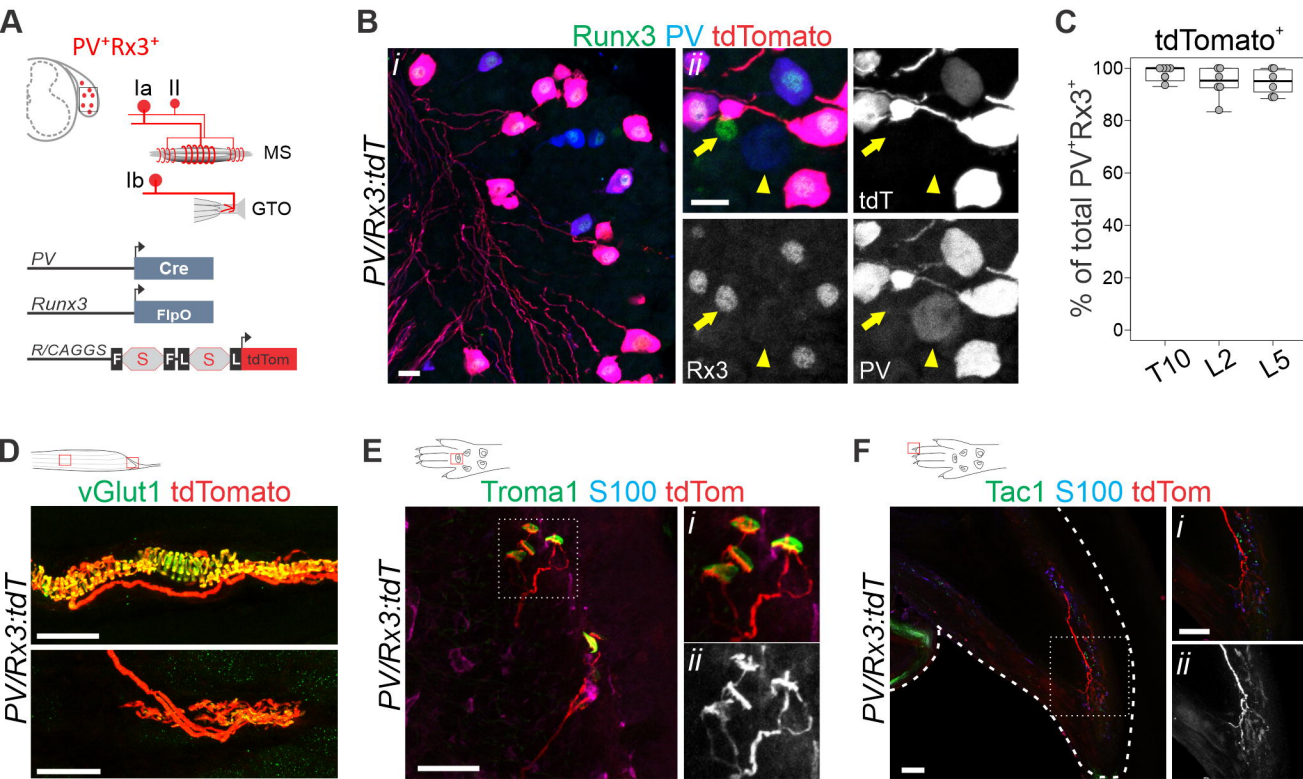 A
PV⁺Rx3⁺
Ia II
MS
Ib
GTO
PV
Cre
Runx3
FlpO
R/CAGGS
F S F-L S L tdTom
B
Runx3 PV tdTomato
PV/Rx3:tdT
i
ii
tdT
Rx3
PV
C
tdTomato⁺
% of total PV⁺Rx3⁺
100
80
60
40
20
0
T10 L2 L5
D
vGlut1 tdTomato
PV/Rx3:tdT
E
Troma1 S100 tdTom
PV/Rx3:tdT
i
ii
F
Tac1 S100 tdTom
PV/Rx3:tdT
i
ii